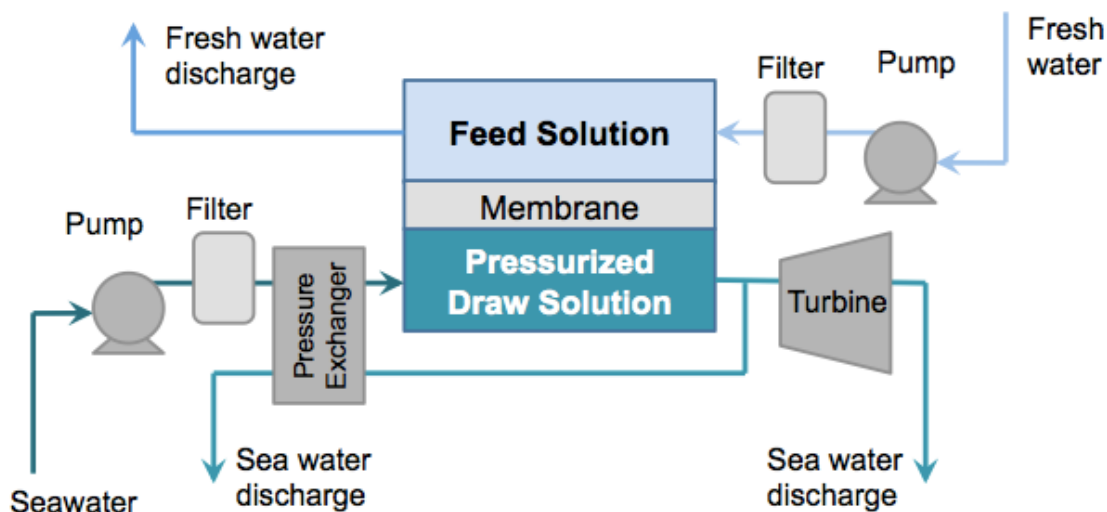 Fresh water
discharge
Filter
Pump
Fresh
water
Feed Solution
Membrane
Pump
Filter
Pressure
Exchanger
Pressurized
Draw Solution
Turbine
Seawater
Sea water
discharge
Sea water
discharge